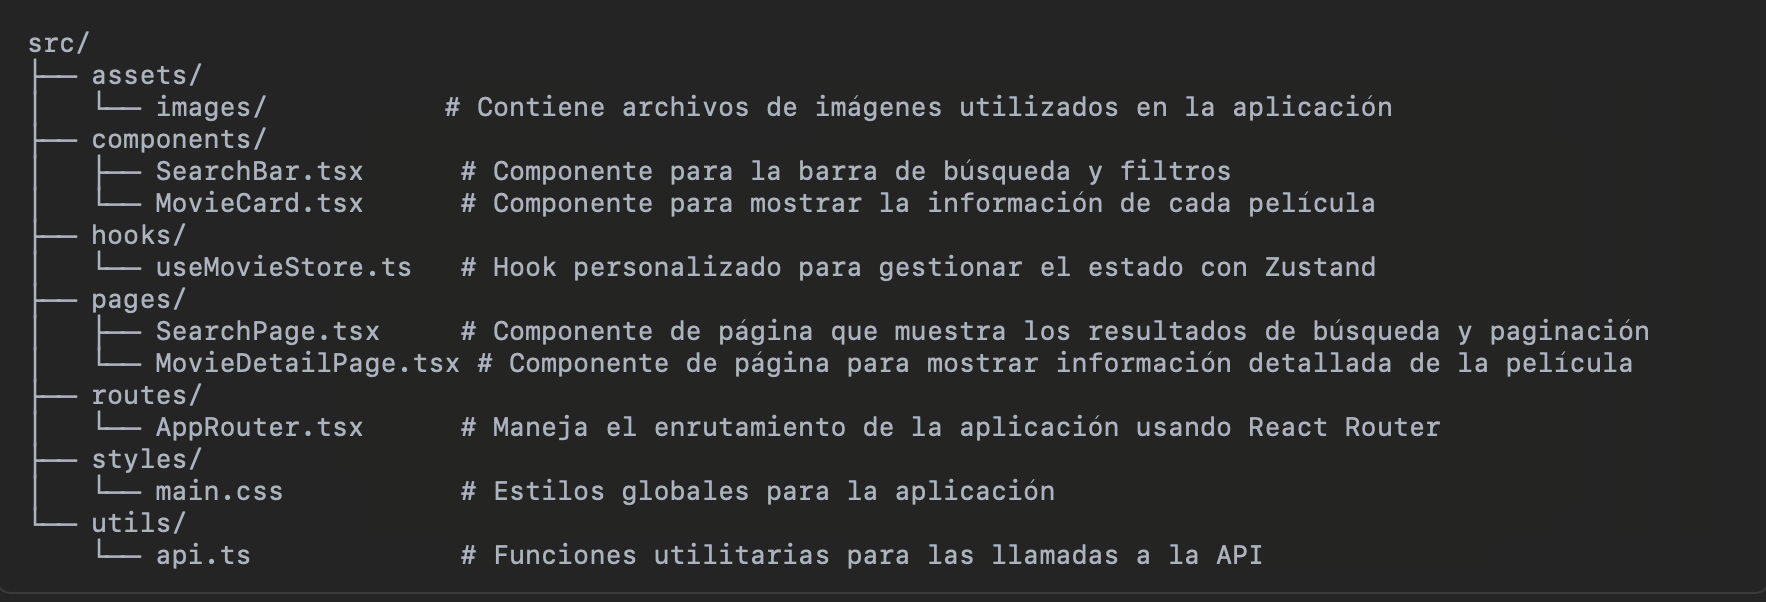 src/
├── assets/
│   └── images/           # Contiene archivos de imágenes utilizados en la aplicación
├── components/
│   ├── SearchBar.tsx      # Componente para la barra de búsqueda y filtros
│   └── MovieCard.tsx      # Componente para mostrar la información de cada película
├── hooks/
│   └── useMovieStore.ts   # Hook personalizado para gestionar el estado con Zustand
├── pages/
│   ├── SearchPage.tsx     # Componente de página que muestra los resultados de búsqueda y paginación
│   └── MovieDetailPage.tsx # Componente de página para mostrar información detallada de la película
├── routes/
│   └── AppRouter.tsx      # Maneja el enrutamiento de la aplicación usando React Router
├── styles/
│   └── main.css           # Estilos globales para la aplicación
└── utils/
    └── api.ts             # Funciones utilitarias para las llamadas a la API